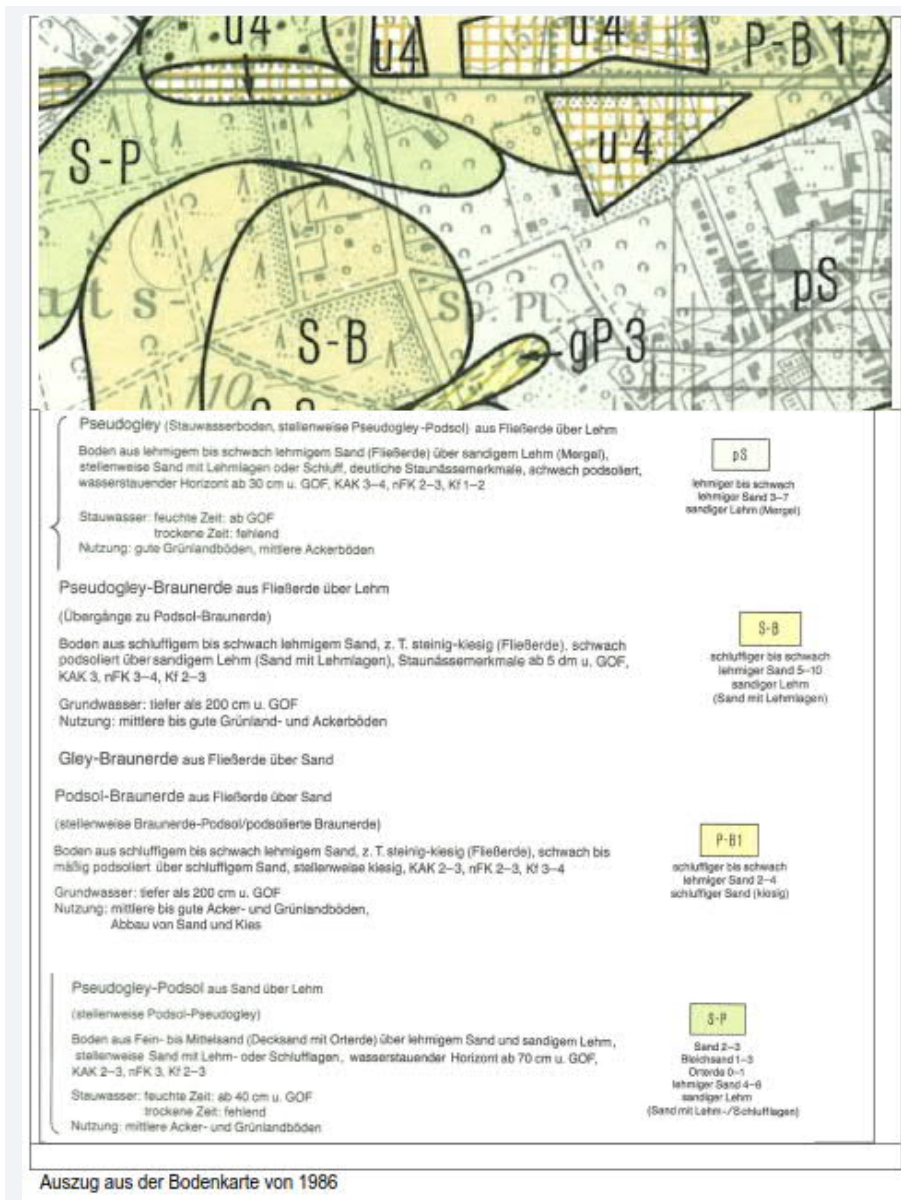 u4
u4
u4
P-B 1
S-P
u4
uts-
Sp. Pl.
pS
S-B
gP 3
110
Pseudogley (Stauwasserboden, stellenweise Pseudogley-Podsol) aus Fließerde über Lehm
Boden aus lehmigem bis schwach lehmigem Sand (Fließerde) über sandigem Lehm (Mergel),
stellenweise Sand mit Lehmlagen oder Schluff, deutliche Staunässemerkmale, schwach podsoliert,
wasserstauender Horizont ab 30 cm u. GOF, KAK 3–4, nFK 2–3, Kf 1–2
Stauwasser: feuchte Zeit: ab GOF
trockene Zeit: fehlend
Nutzung: gute Grünlandböden, mittlere Ackerböden
pS
lehmiger bis schwach
lehmiger Sand 3–7
sandiger Lehm (Mergel)
Pseudogley-Braunerde aus Fließerde über Lehm
(Übergänge zu Podsol-Braunerde)
Boden aus schluffigem bis schwach lehmigem Sand, z. T. steinig-kiesig (Fließerde), schwach
podsoliert über sandigem Lehm (Sand mit Lehmlagen), Staunässemerkmale ab 5 dm u. GOF,
KAK 3, nFK 3–4, Kf 2–3
Grundwasser: tiefer als 200 cm u. GOF
Nutzung: mittlere bis gute Grünland- und Ackerböden
S-B
schluffiger bis schwach
lehmiger Sand 5–10
sandiger Lehm
(Sand mit Lehmlagen)
Gley-Braunerde aus Fließerde über Sand
Podsol-Braunerde aus Fließerde über Sand
(stellenweise Braunerde-Podsol/podsolierte Braunerde)
Boden aus schluffigem bis schwach lehmigem Sand, z. T. steinig-kiesig (Fließerde), schwach bis
mäßig podsoliert über schluffigem Sand, stellenweise kiesig, KAK 2–3, nFK 2–3, Kf 3–4
Grundwasser: tiefer als 200 cm u. GOF
Nutzung: mittlere bis gute Acker- und Grünlandböden,
Abbau von Sand und Kies
P-B1
schluffiger bis schwach
lehmiger Sand 2–4
schluffiger Sand (kiesig)
Pseudogley-Podsol aus Sand über Lehm
(stellenweise Podsol-Pseudogley)
Boden aus Fein- bis Mittelsand (Decksand mit Orterde) über lehmigem Sand und sandigem Lehm,
stellenweise Sand mit Lehm- oder Schlufflagen, wasserstauender Horizont ab 70 cm u. GOF,
KAK 2–3, nFK 3, Kf 2–3
Stauwasser: feuchte Zeit: ab 40 cm u. GOF
trockene Zeit: fehlend
Nutzung: mittlere Acker- und Grünlandböden
S-P
Sand 2–3
Bleichsand 1–3
Orterde 0–1
lehmiger Sand 4–6
sandiger Lehm
(Sand mit Lehm-/Schlufflagen)
Auszug aus der Bodenkarte von 1986